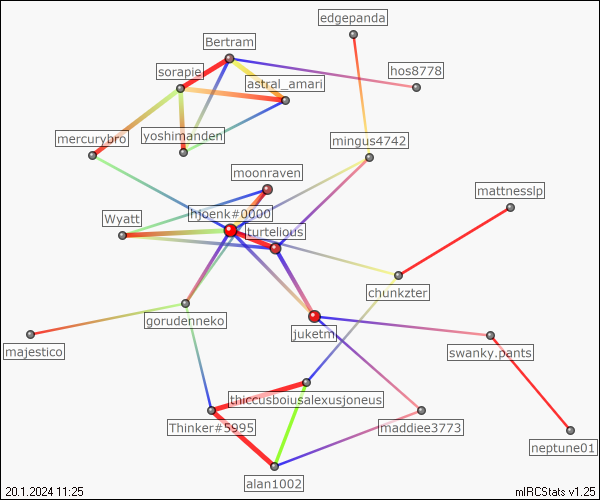 edgepanda
Bertram
hos8778
sorapie
astral_amari
yoshimanden
mercurybro
mingus4742
moonraven
mattnesslp
hjoenk#0000
Wyatt
turtelious
chunkzter
gorudenneko
juketm
majestico
swanky.pants
thiccusboiusalexusjoneus
Thinker#5995
maddiee3773
neptune01
alan1002
20.1.2024 11:25
mIRCStats v1.25